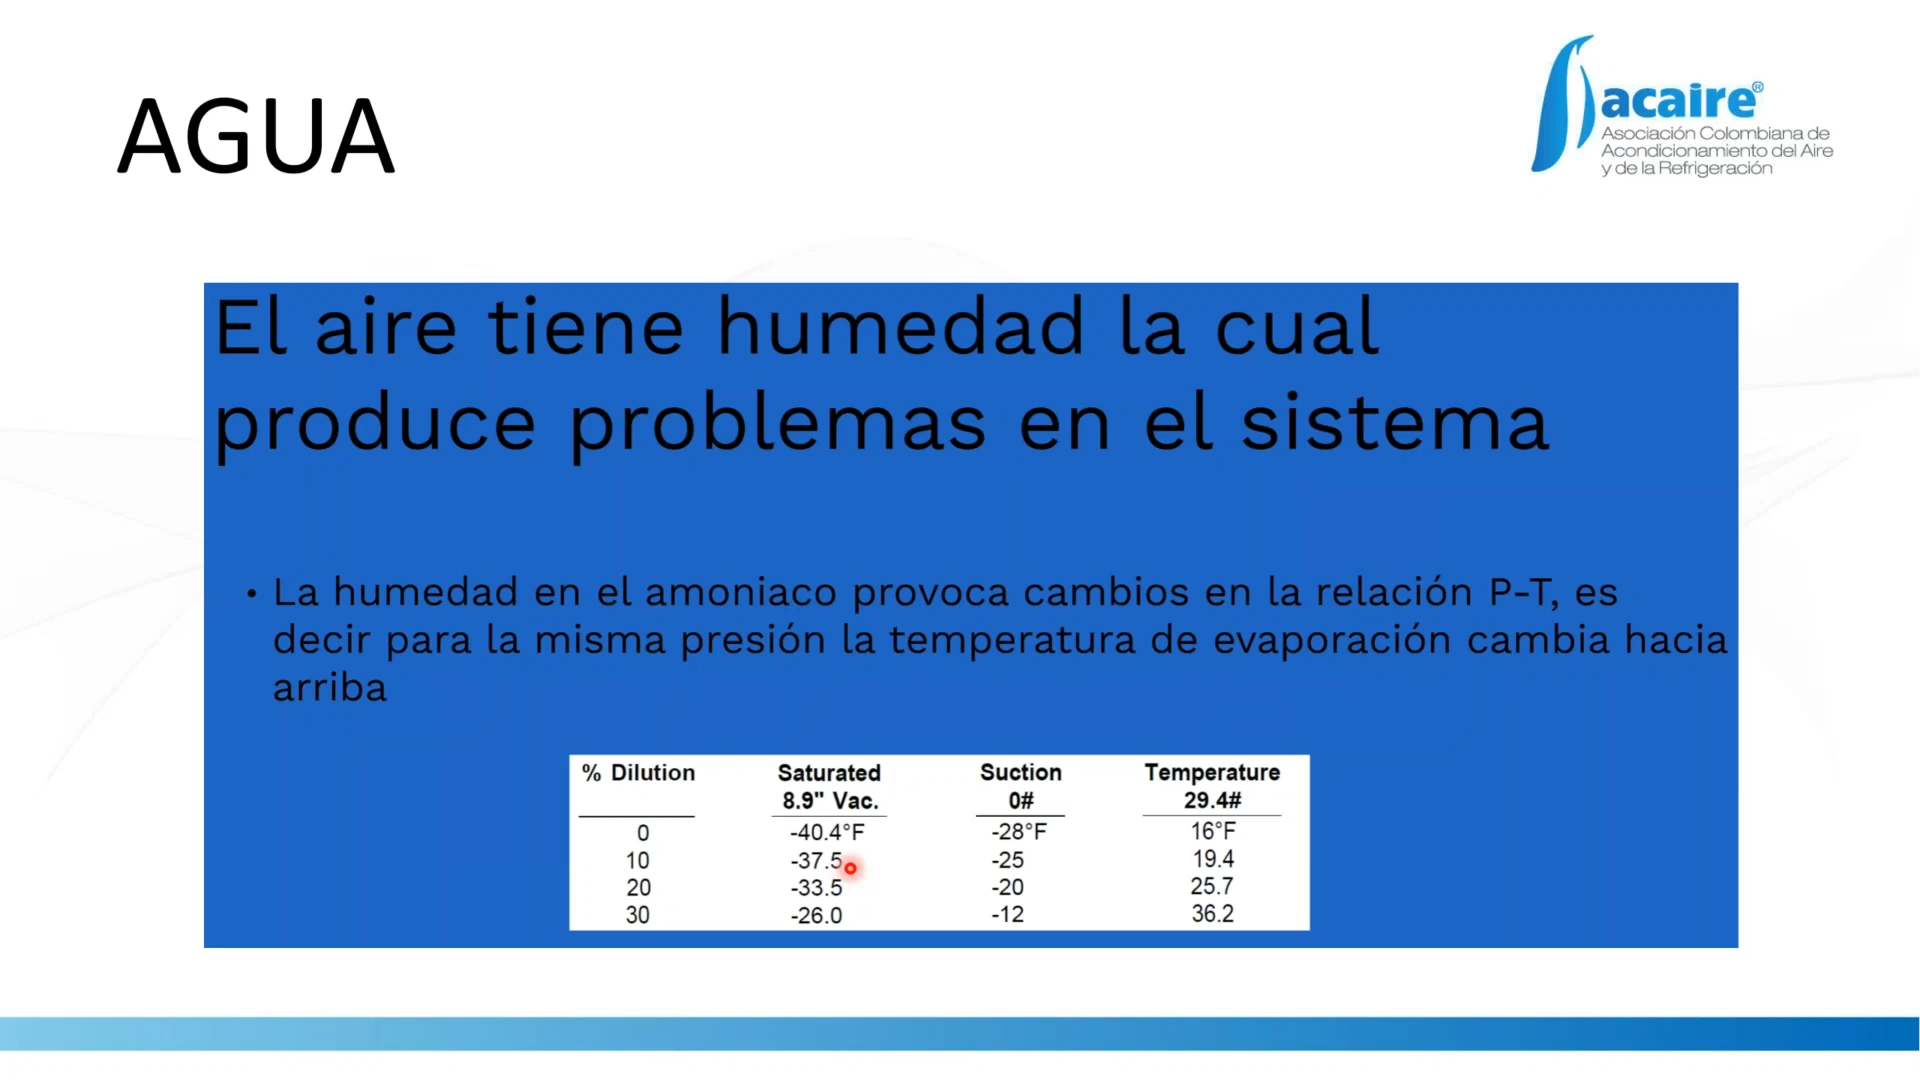 AGUA
acaire®
Asociación Colombiana de
Acondicionamiento del Aire
y de la Refrigeración
El aire tiene humedad la cual
produce problemas en el sistema
• La humedad en el amoniaco provoca cambios en la relación P-T, es
decir para la misma presión la temperatura de evaporación cambia hacia
arriba
% Dilution Saturated Suction Temperature
8.9" Vac. 0# 29.4#
0 -40.4°F -28°F 16°F
10 -37.5 -25 19.4
20 -33.5 -20 25.7
30 -26.0 -12 36.2